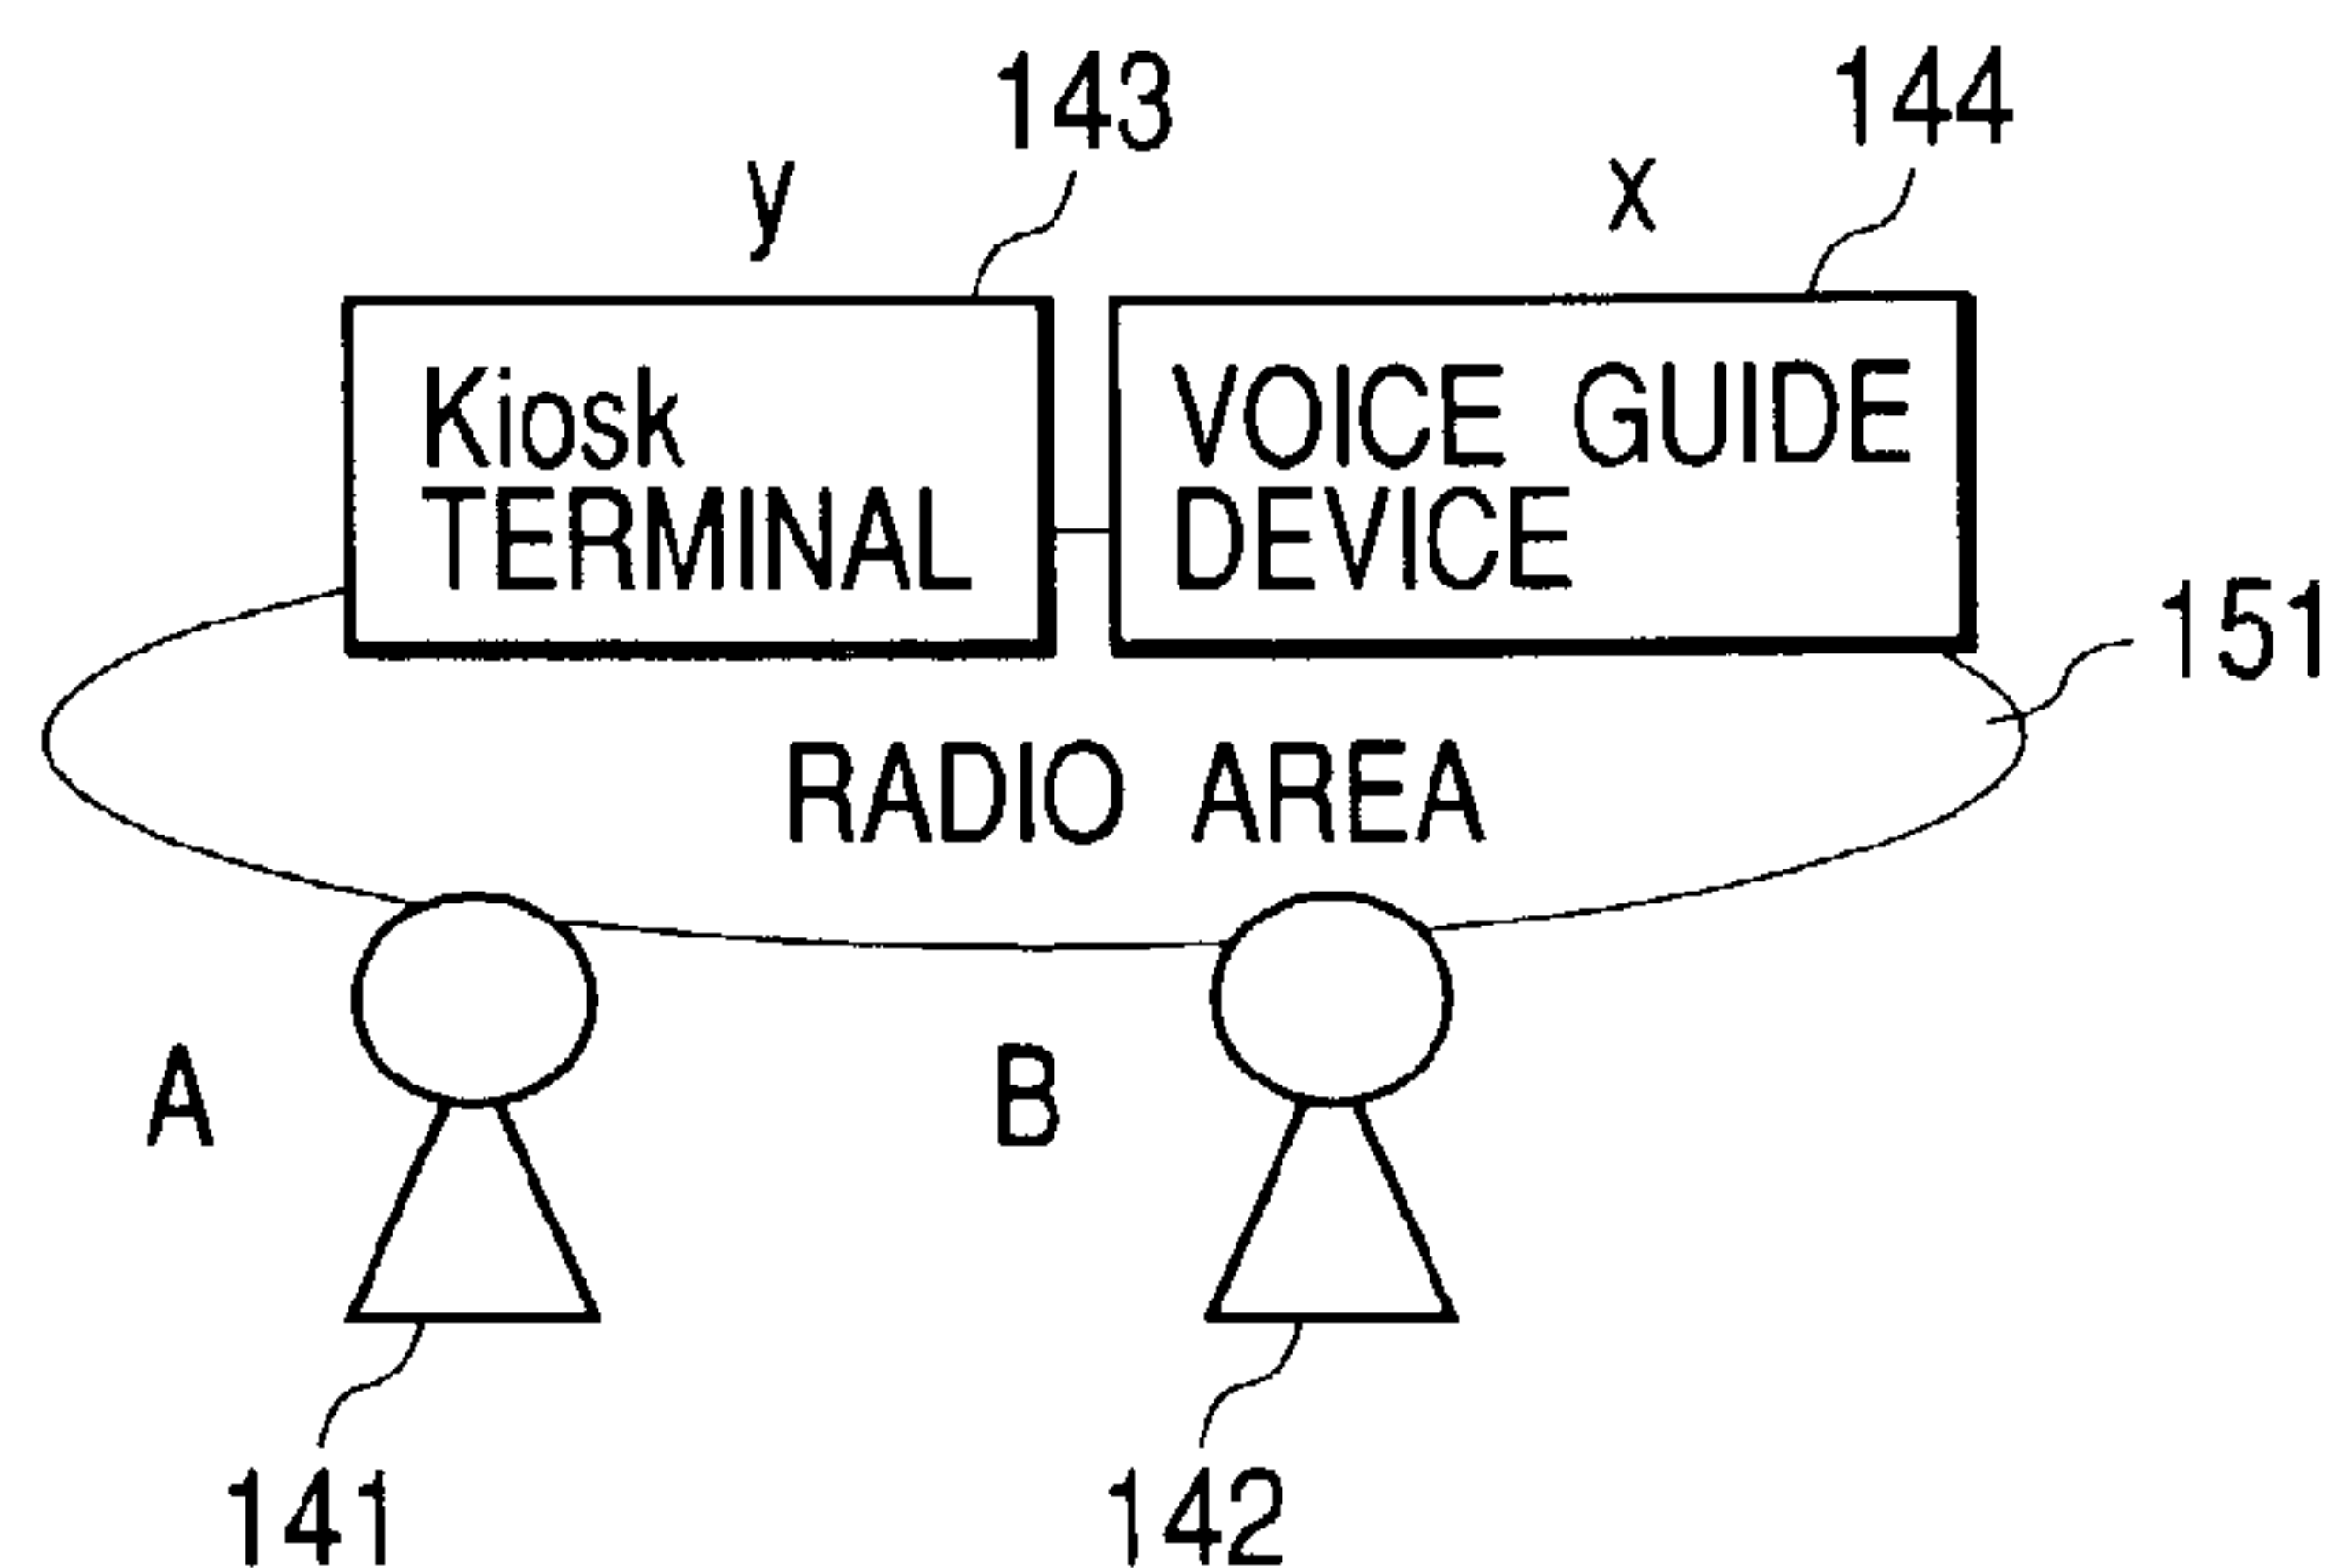 143
144
y
x
Kiosk
TERMINAL
VOICE GUIDE
DEVICE
151
RADIO AREA
A
B
141
142